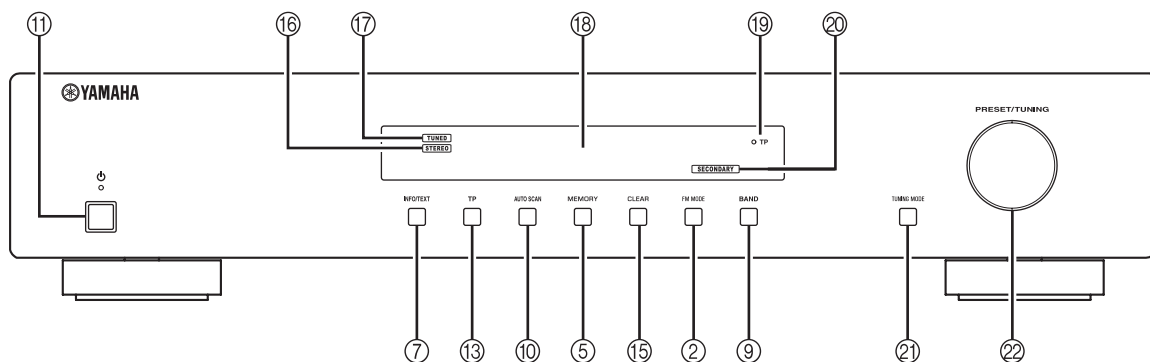 ⑪ ⑯ ⑰ ⑱ ⑲ ⑳
YAMAHA
PRESET/TUNING
TUNED
STEREO
TP
SECONDARY
INFO/TEXT TP AUTO SCAN MEMORY CLEAR FM MODE BAND TUNING MODE
⑦ ⑬ ⑩ ⑤ ⑮ ② ⑨ ㉑ ㉒